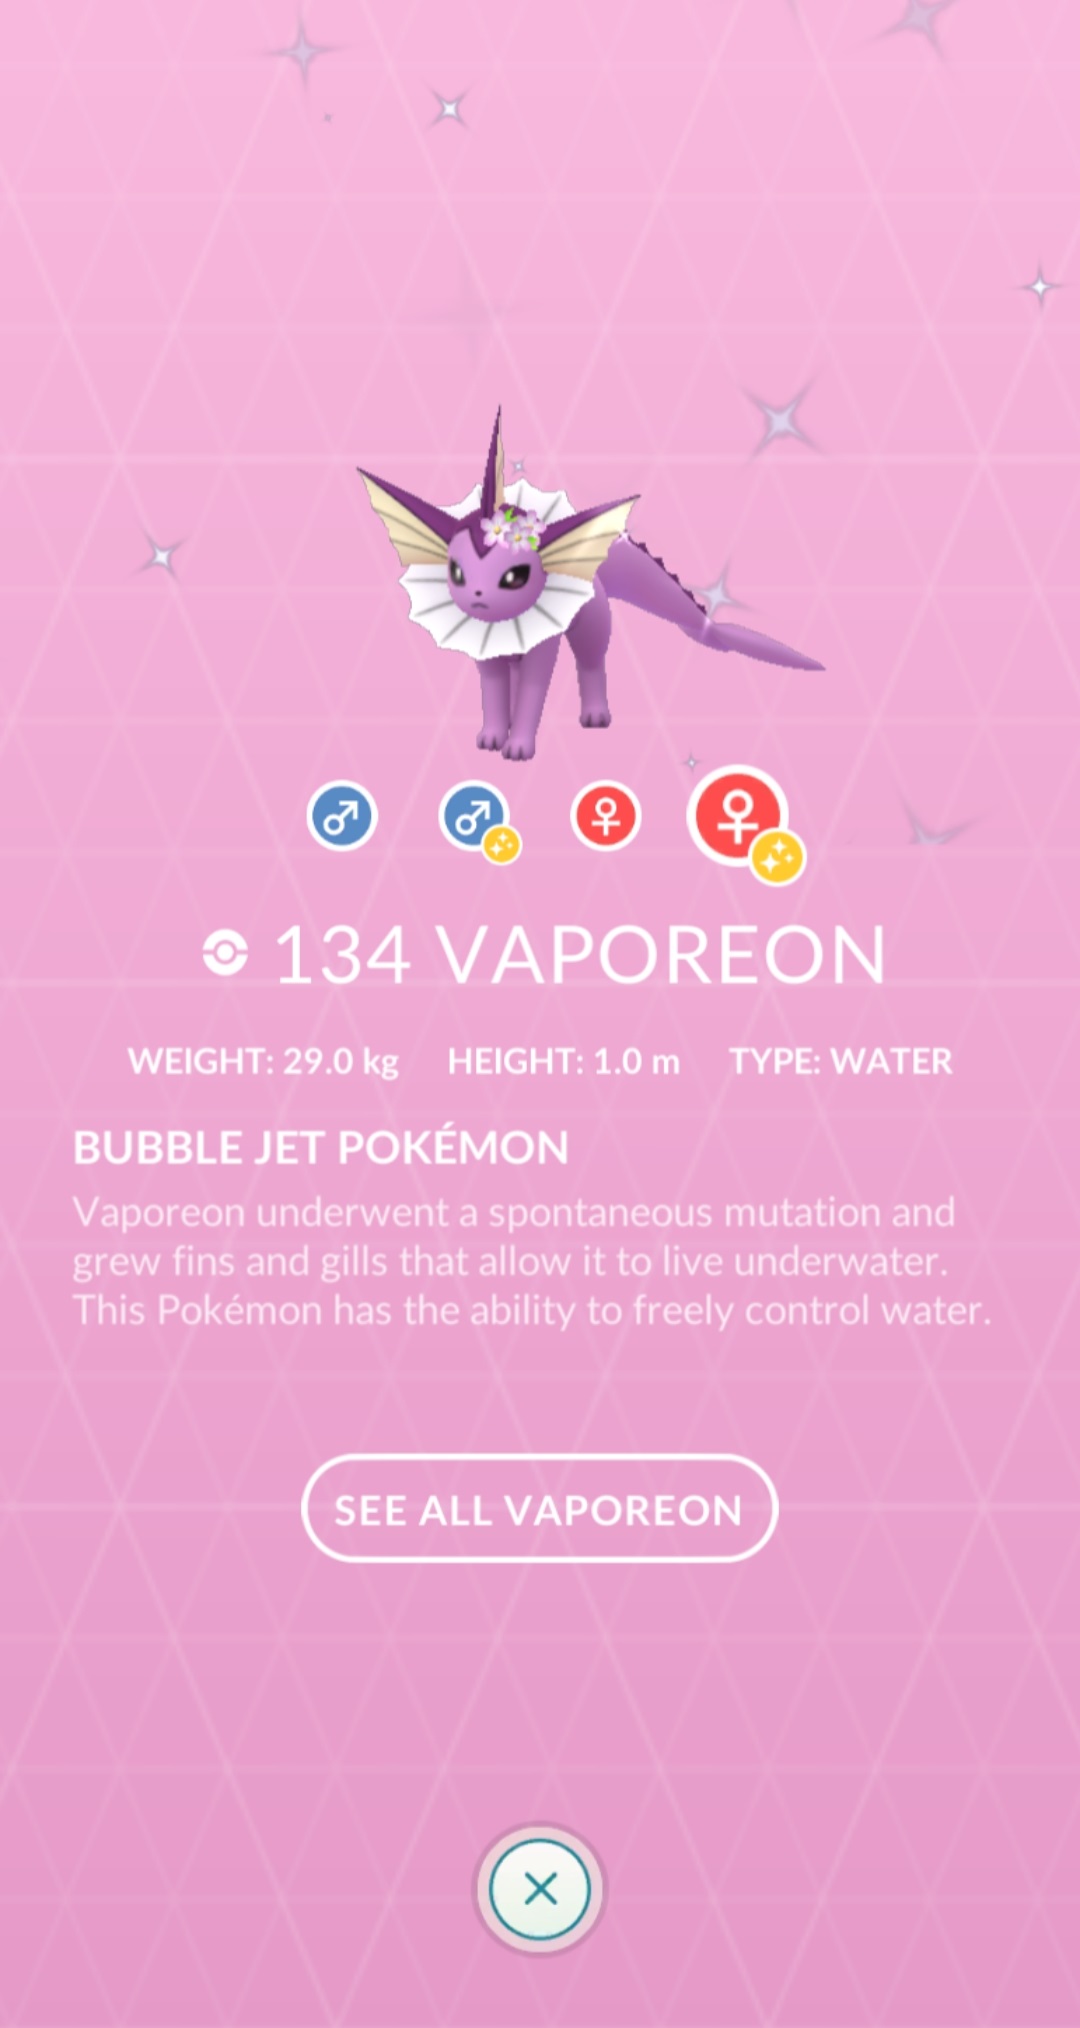 134 VAPOREON
WEIGHT: 29.0 kg HEIGHT: 1.0 m TYPE: WATER
BUBBLE JET POKÉMON
Vaporeon underwent a spontaneous mutation and
grew fins and gills that allow it to live underwater.
This Pokémon has the ability to freely control water.
SEE ALL VAPOREON